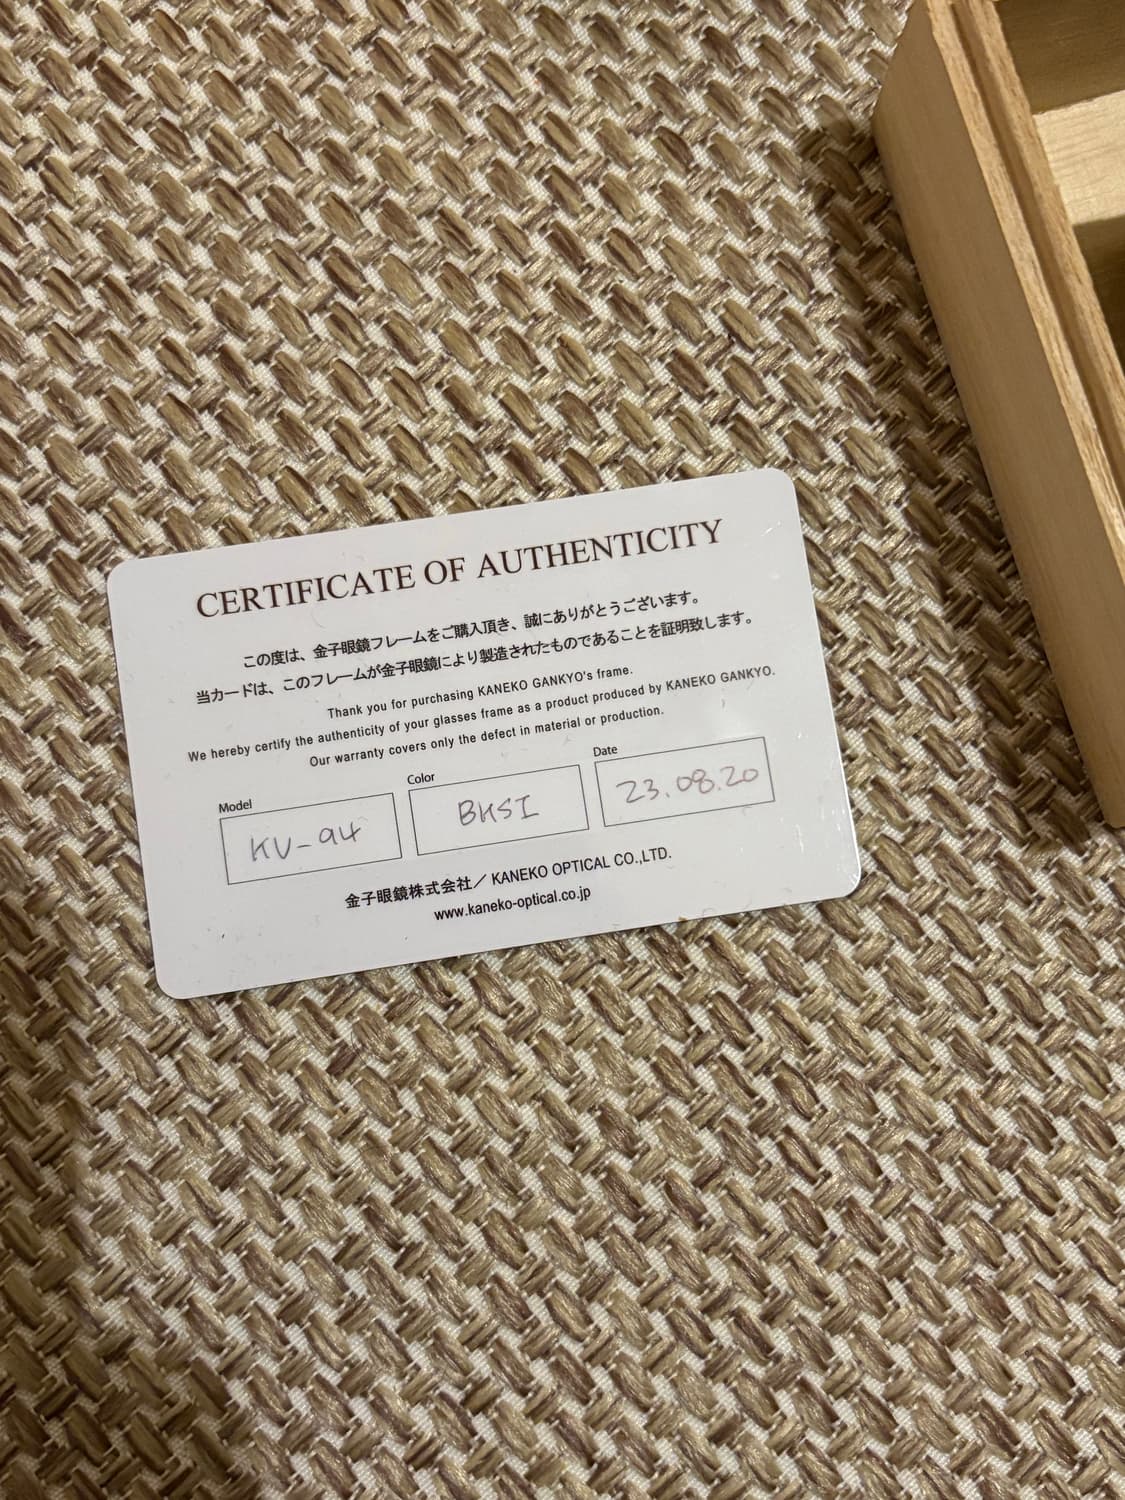 CERTIFICATE OF AUTHENTICITY
この度は、金子眼鏡フレームをご購入頂き、誠にありがとうございます。
当カードは、このフレームが金子眼鏡により製造されたものであることを証明致します。
Thank you for purchasing KANEKO GANKYO's frame.
We hereby certify the authenticity of your glasses frame as a product produced by KANEKO GANKYO.
Our warranty covers only the defect in material or production.
Model Color Date
KV-94 BKSI 23.08.20
金子眼鏡株式会社／ KANEKO OPTICAL CO.,LTD.
www.kaneko-optical.co.jp